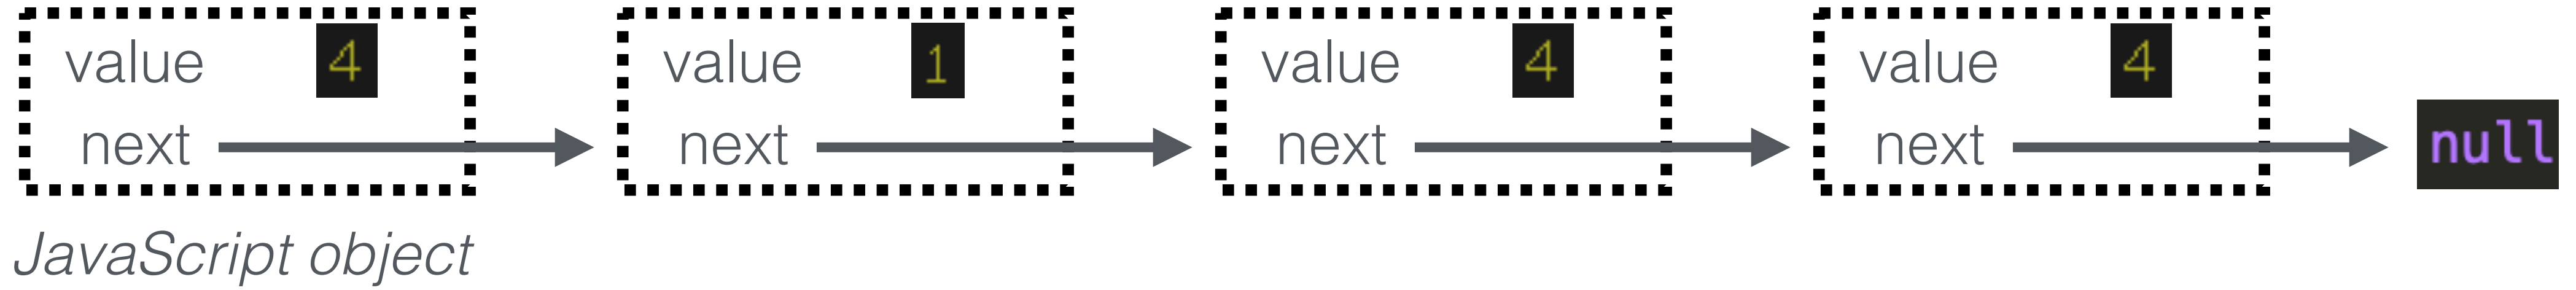 value 4
next
value 1
next
value 4
next
value 4
next
null
JavaScript object